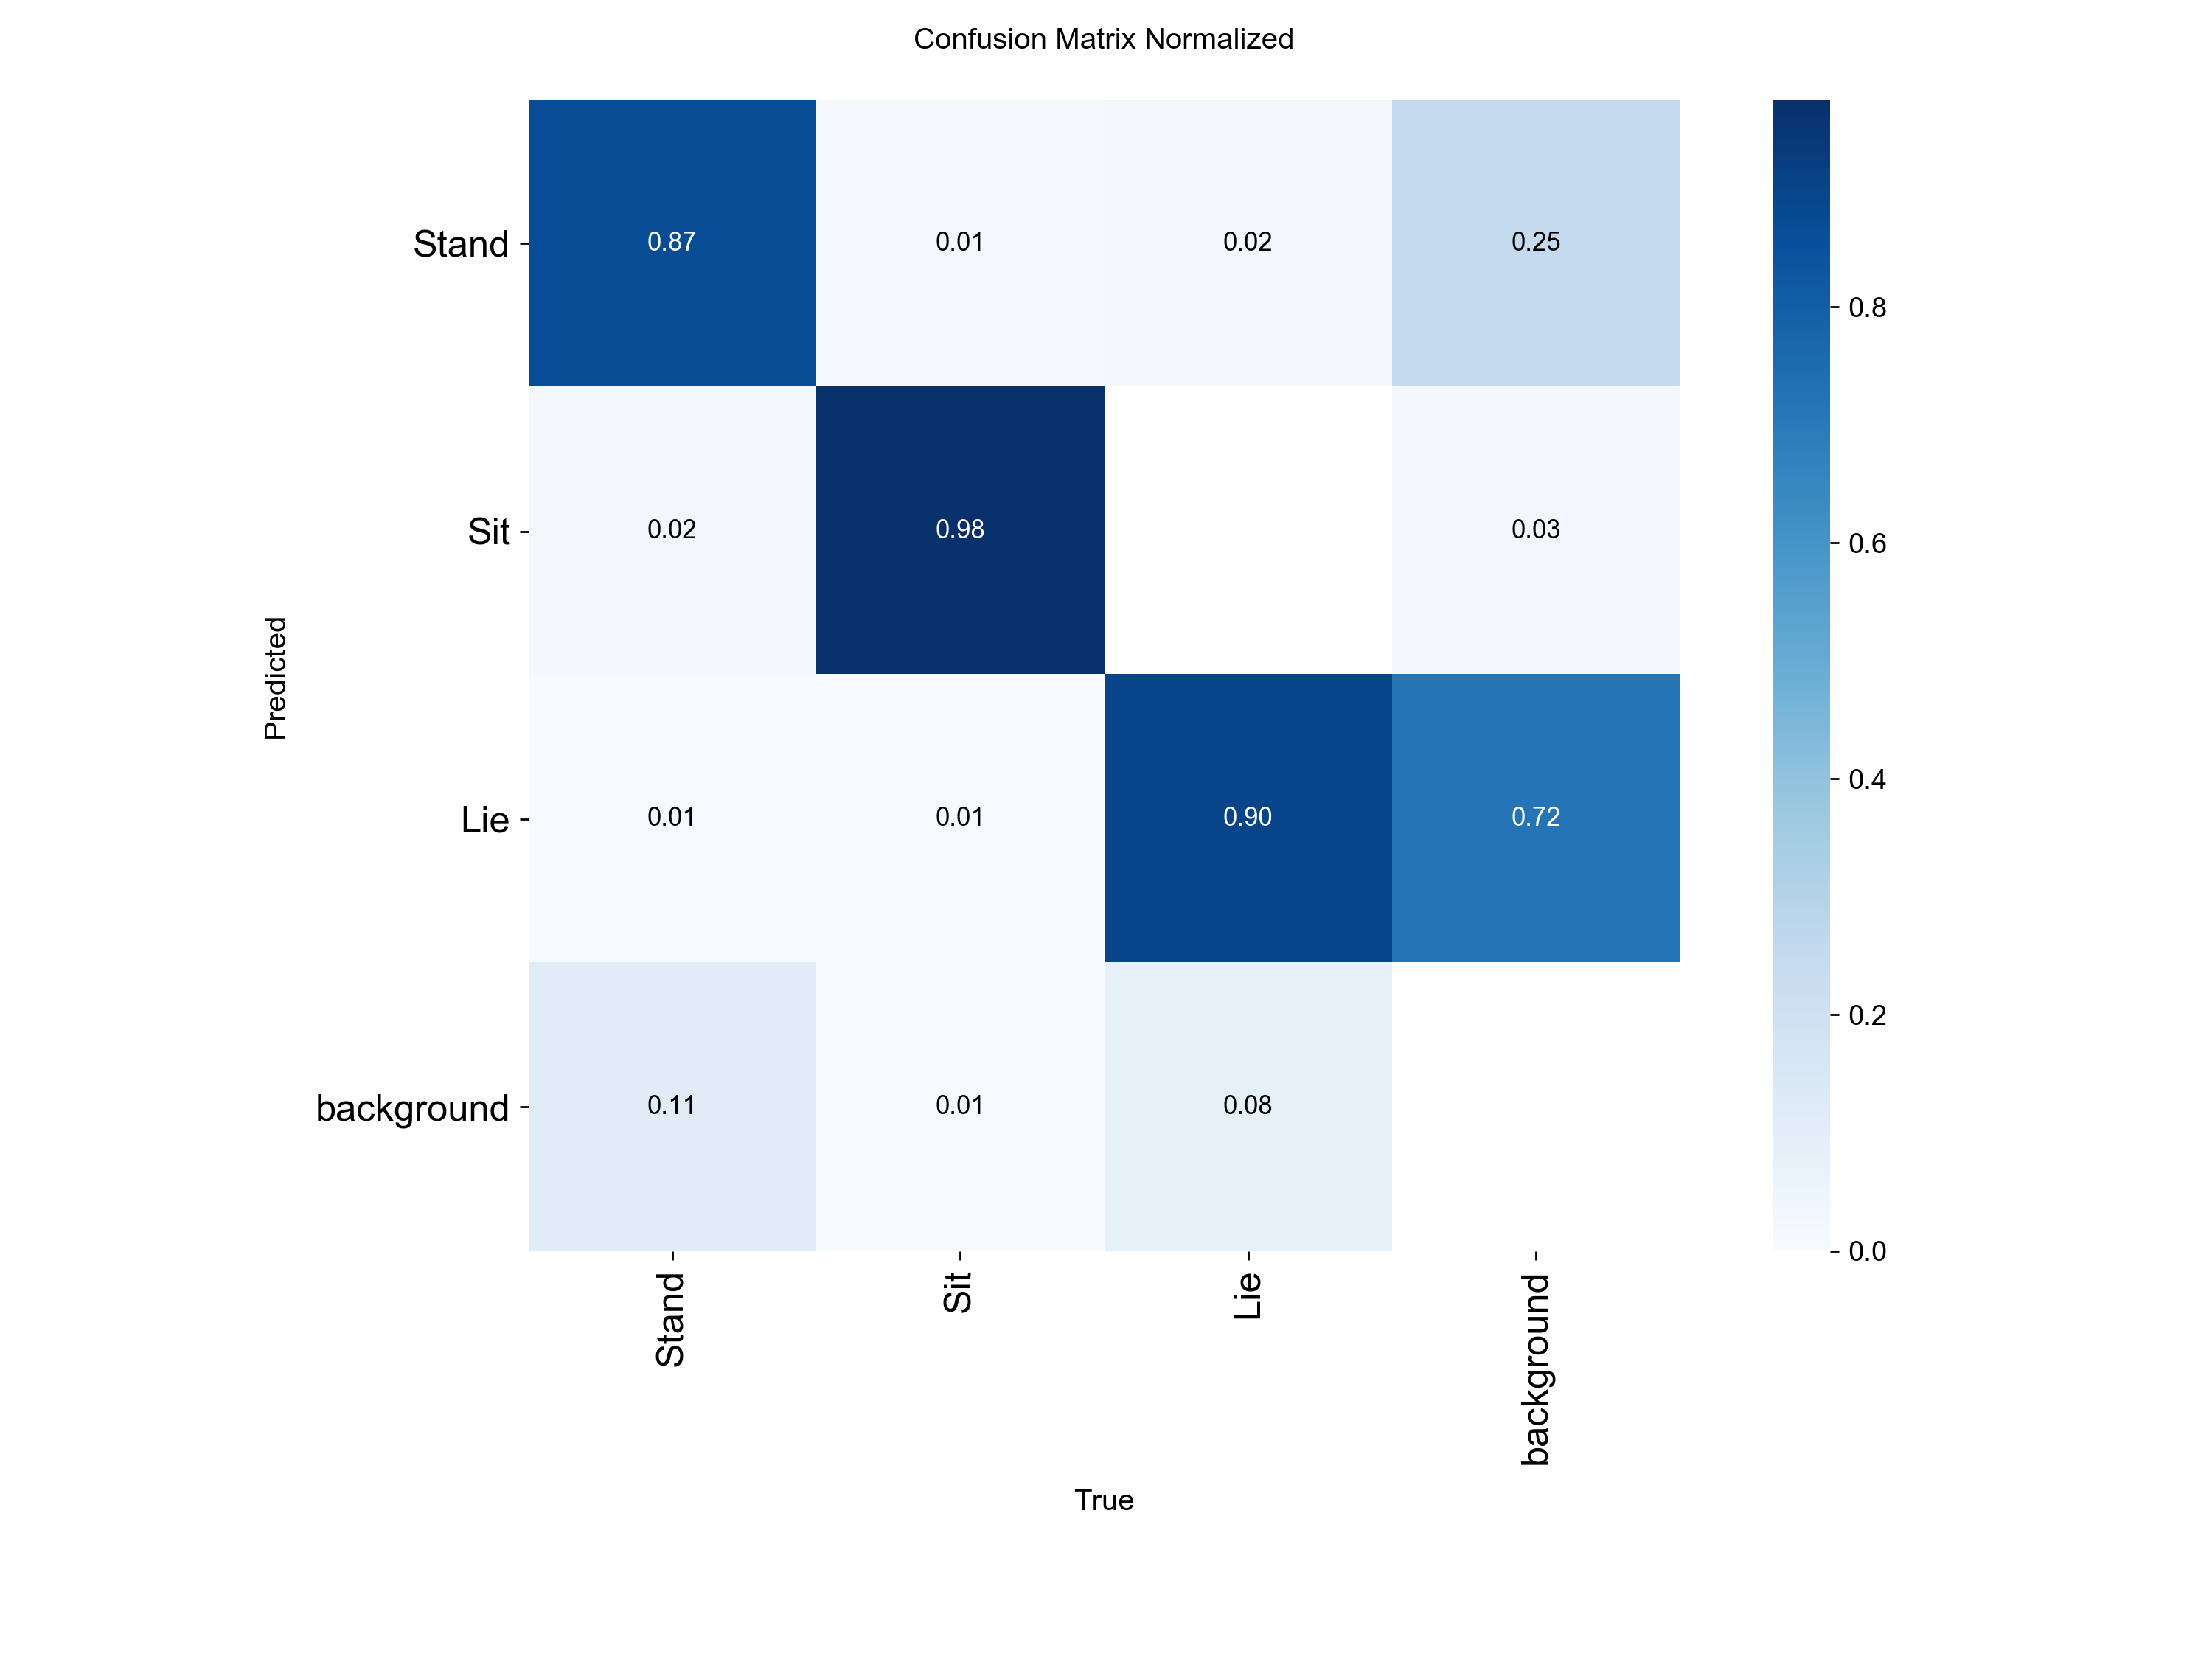 Confusion Matrix Normalized
Stand
0.87
0.01
0.02
0.25
Sit
0.02
0.98
0.03
Lie
0.01
0.01
0.90
0.72
background
0.11
0.01
0.08
Predicted
Stand
Sit
Lie
background
True
0.8
0.6
0.4
0.2
0.0